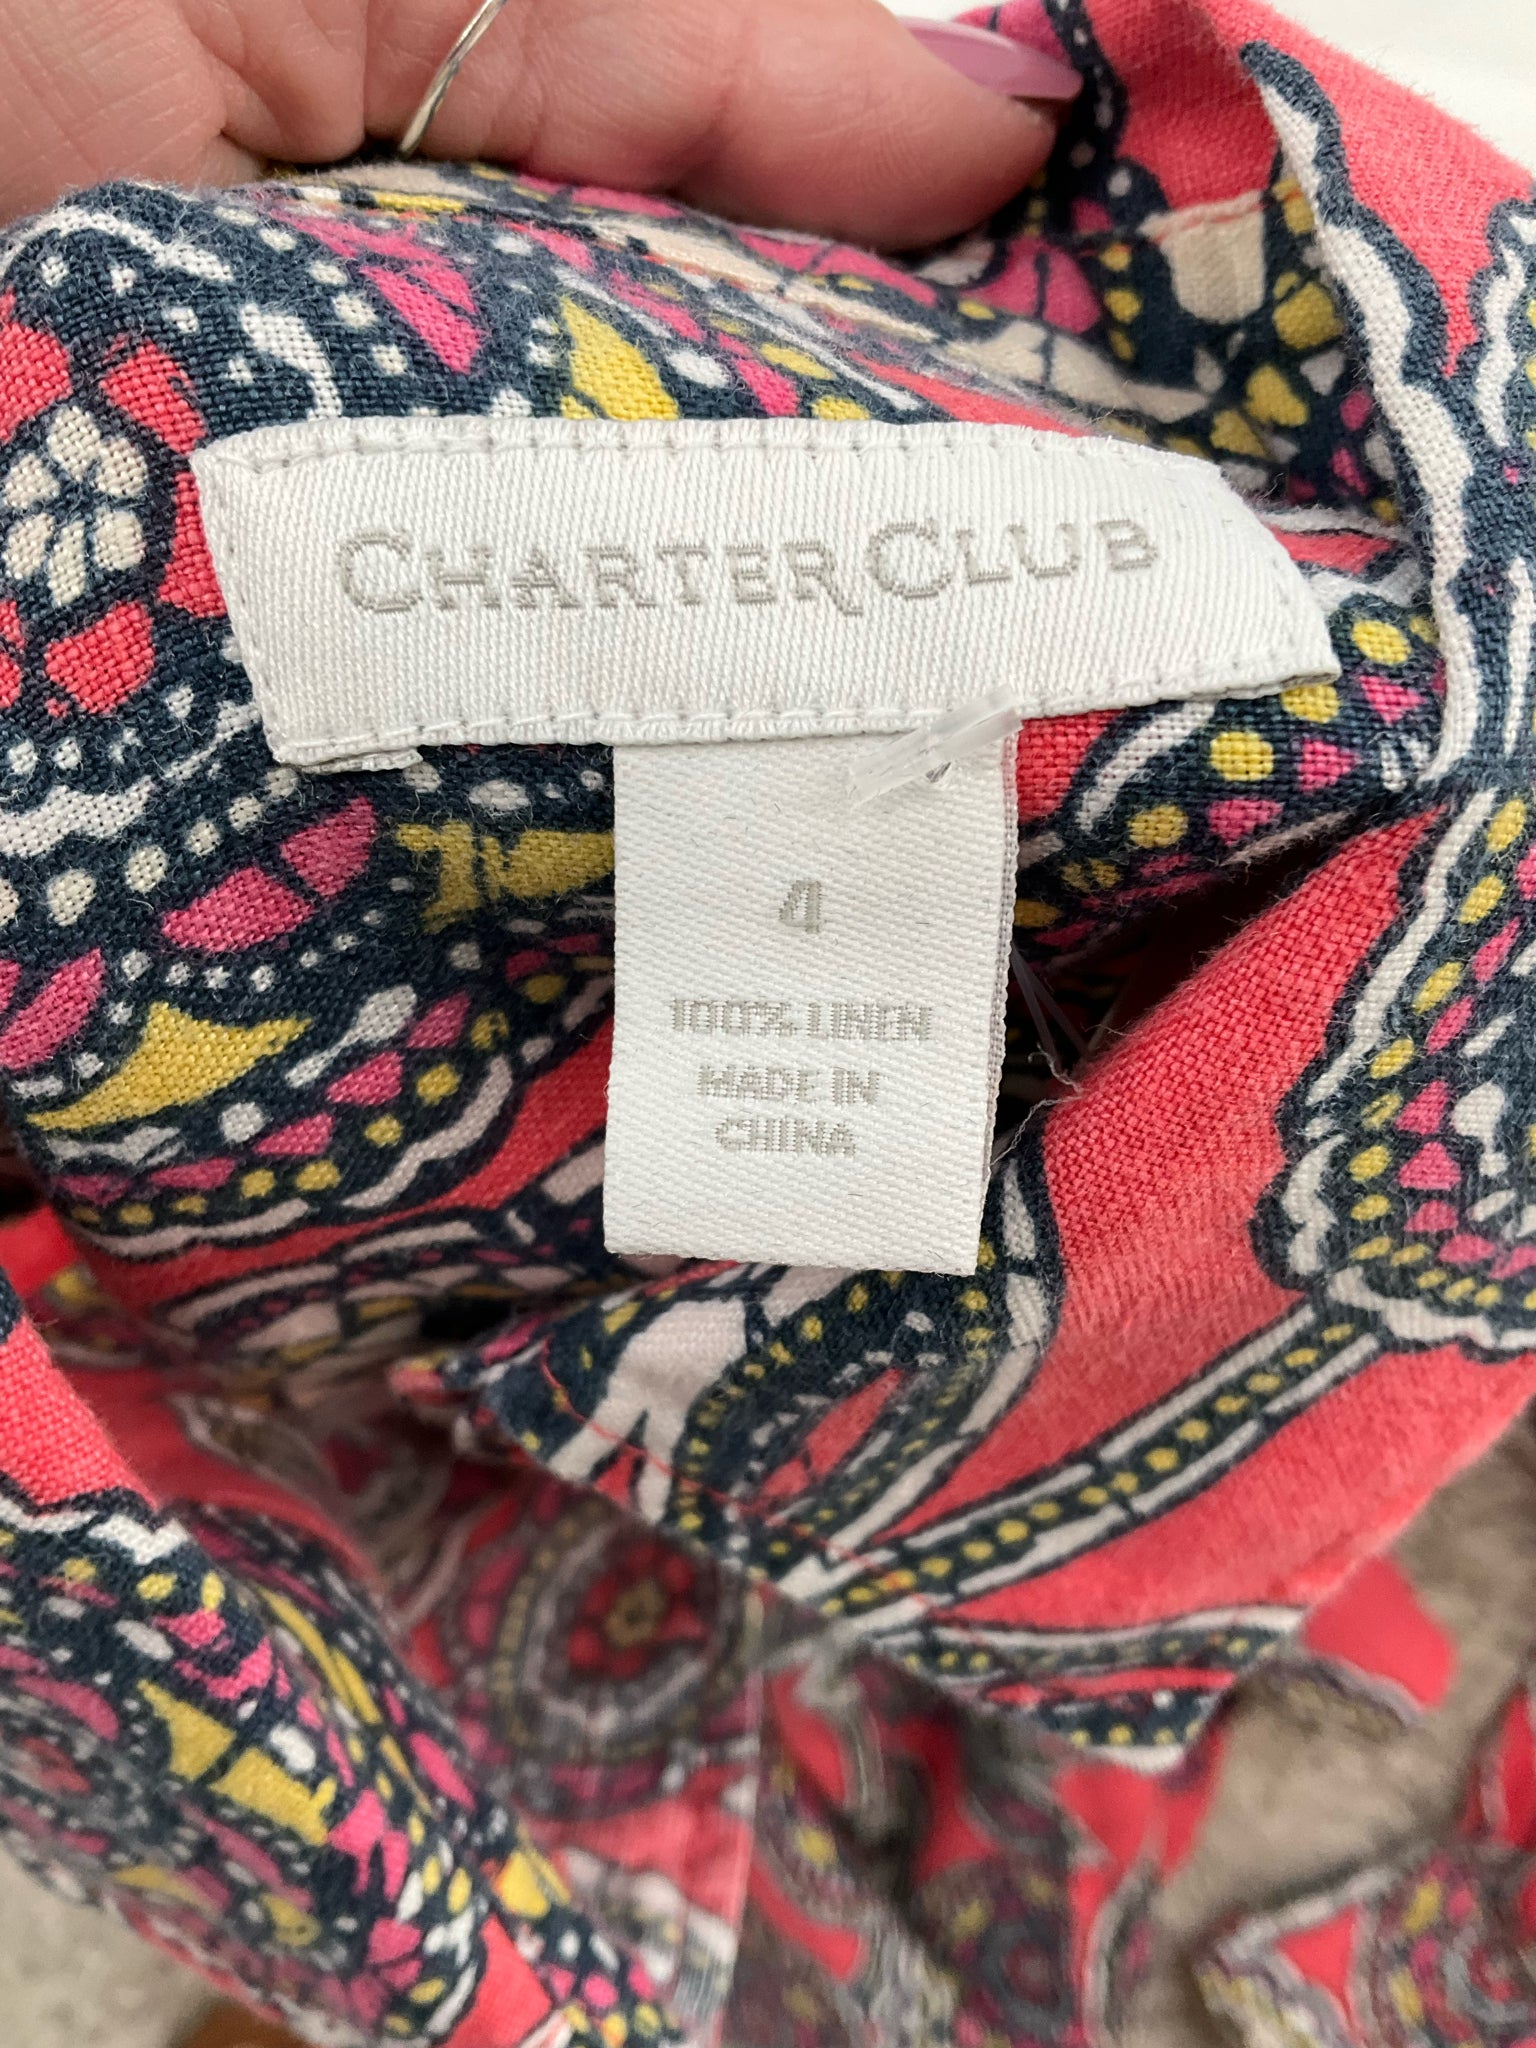 CHARTER CLUB
4
100% LINEN
MADE IN
CHINA